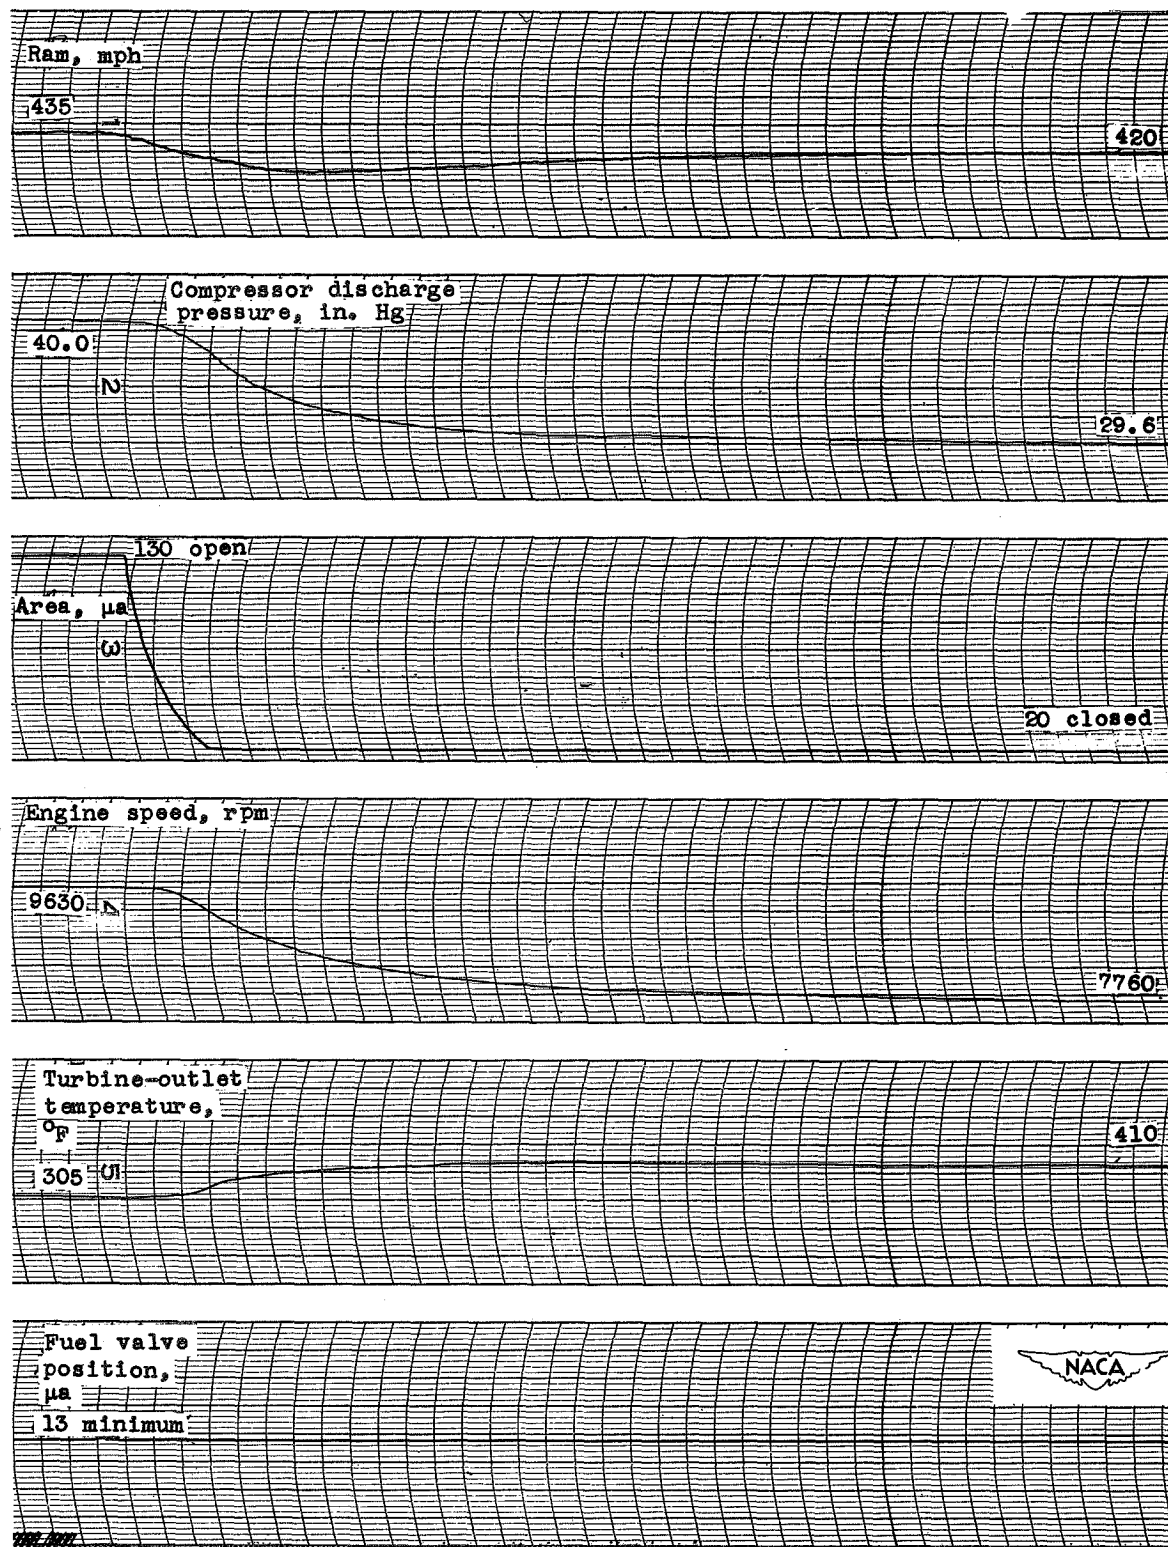 Ram, mph
435
1
420
Compressor discharge
pressure, in. Hg
40.0
2
29.6
130 open
Area, μa
3
20 closed
Engine speed, rpm
9630
4
7760
Turbine-outlet
temperature,
°F
305
5
410
Fuel valve
position,
μa
13 minimum
NACA